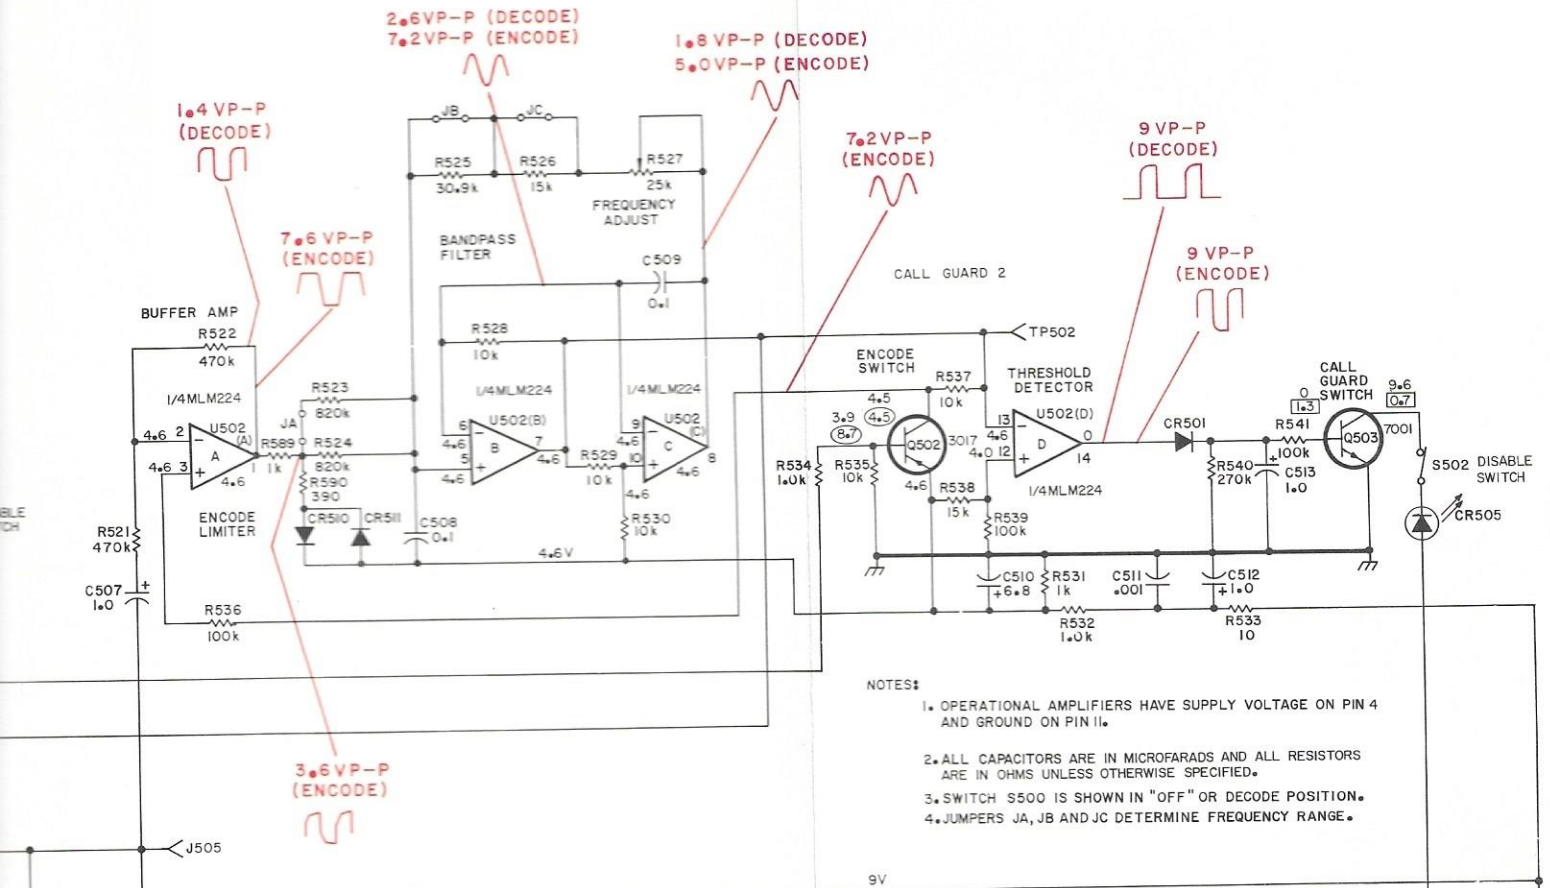 2.6VP-P (DECODE)
7.2VP-P (ENCODE)
1.8 VP-P (DECODE)
5.0VP-P (ENCODE)
1.4 VP-P
(DECODE)
7.6 VP-P
(ENCODE)
7.2VP-P
(ENCODE)
9 VP-P
(DECODE)
9 VP-P
(ENCODE)
JB
JC
R525
30.9k
R526
15k
R527
25k
FREQUENCY
ADJUST
BANDPASS
FILTER
C509
0.1
CALL GUARD 2
BUFFER AMP
R522
470k
R528
10k
TP502
ENCODE
SWITCH
R537
10k
THRESHOLD
DETECTOR
CALL
GUARD
SWITCH
0
1.3
9.6
0.7
1/4MLM224
R523
820k
JA
1/4MLM224
U502(B)
1/4MLM224
U502
(C)
4.5
3.9
4.5
8.7
4.6 2
U502
(A)
A
4.6 3
1
4.6
R589
1k
R524
820k
R590
390
6
4.6
5
4.6
B
7
4.6
9
4.6
10
C
8
4.6
4.6
R529
10k
Q502
3017
4.6
13
4.6
4.0 12
U502(D)
D
0
14
1/4MLM224
CR501
R541
100k
Q503
7001
R534
1.0k
R535
10k
R538
15k
R539
100k
R540
270k
+
C513
1.0
S502 DISABLE
SWITCH
CR505
ENCODE
LIMITER
CR510
CR511
C508
0.1
R530
10k
4.6V
BLE
TCH
R521
470k
C507
1.0
+
R536
100k
C510
+6.8
R531
1k
C511
.001
C512
+1.0
R532
1.0k
R533
10
3.6VP-P
(ENCODE)
J505
NOTES:
1. OPERATIONAL AMPLIFIERS HAVE SUPPLY VOLTAGE ON PIN 4
AND GROUND ON PIN 11.
2. ALL CAPACITORS ARE IN MICROFARADS AND ALL RESISTORS
ARE IN OHMS UNLESS OTHERWISE SPECIFIED.
3. SWITCH S500 IS SHOWN IN "OFF" OR DECODE POSITION.
4. JUMPERS JA, JB AND JC DETERMINE FREQUENCY RANGE.
9V